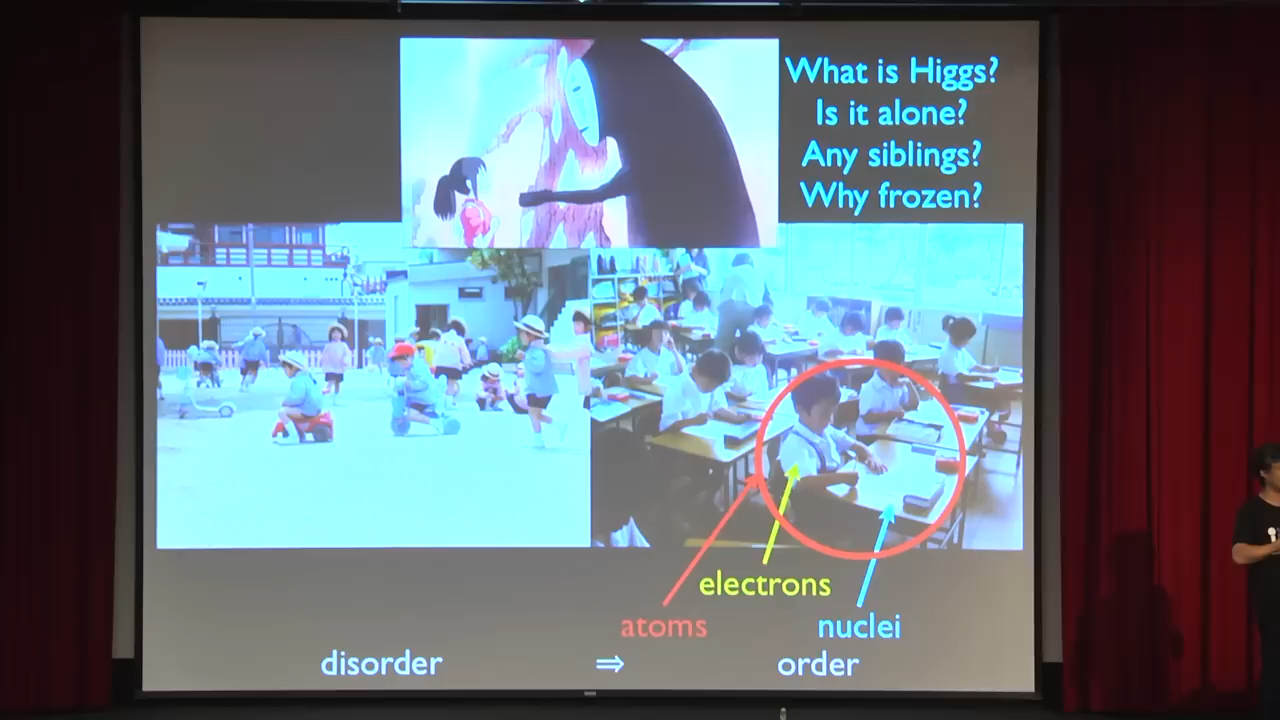 What is Higgs?
Is it alone?
Any siblings?
Why frozen?
electrons
atoms
nuclei
disorder ⇒ order